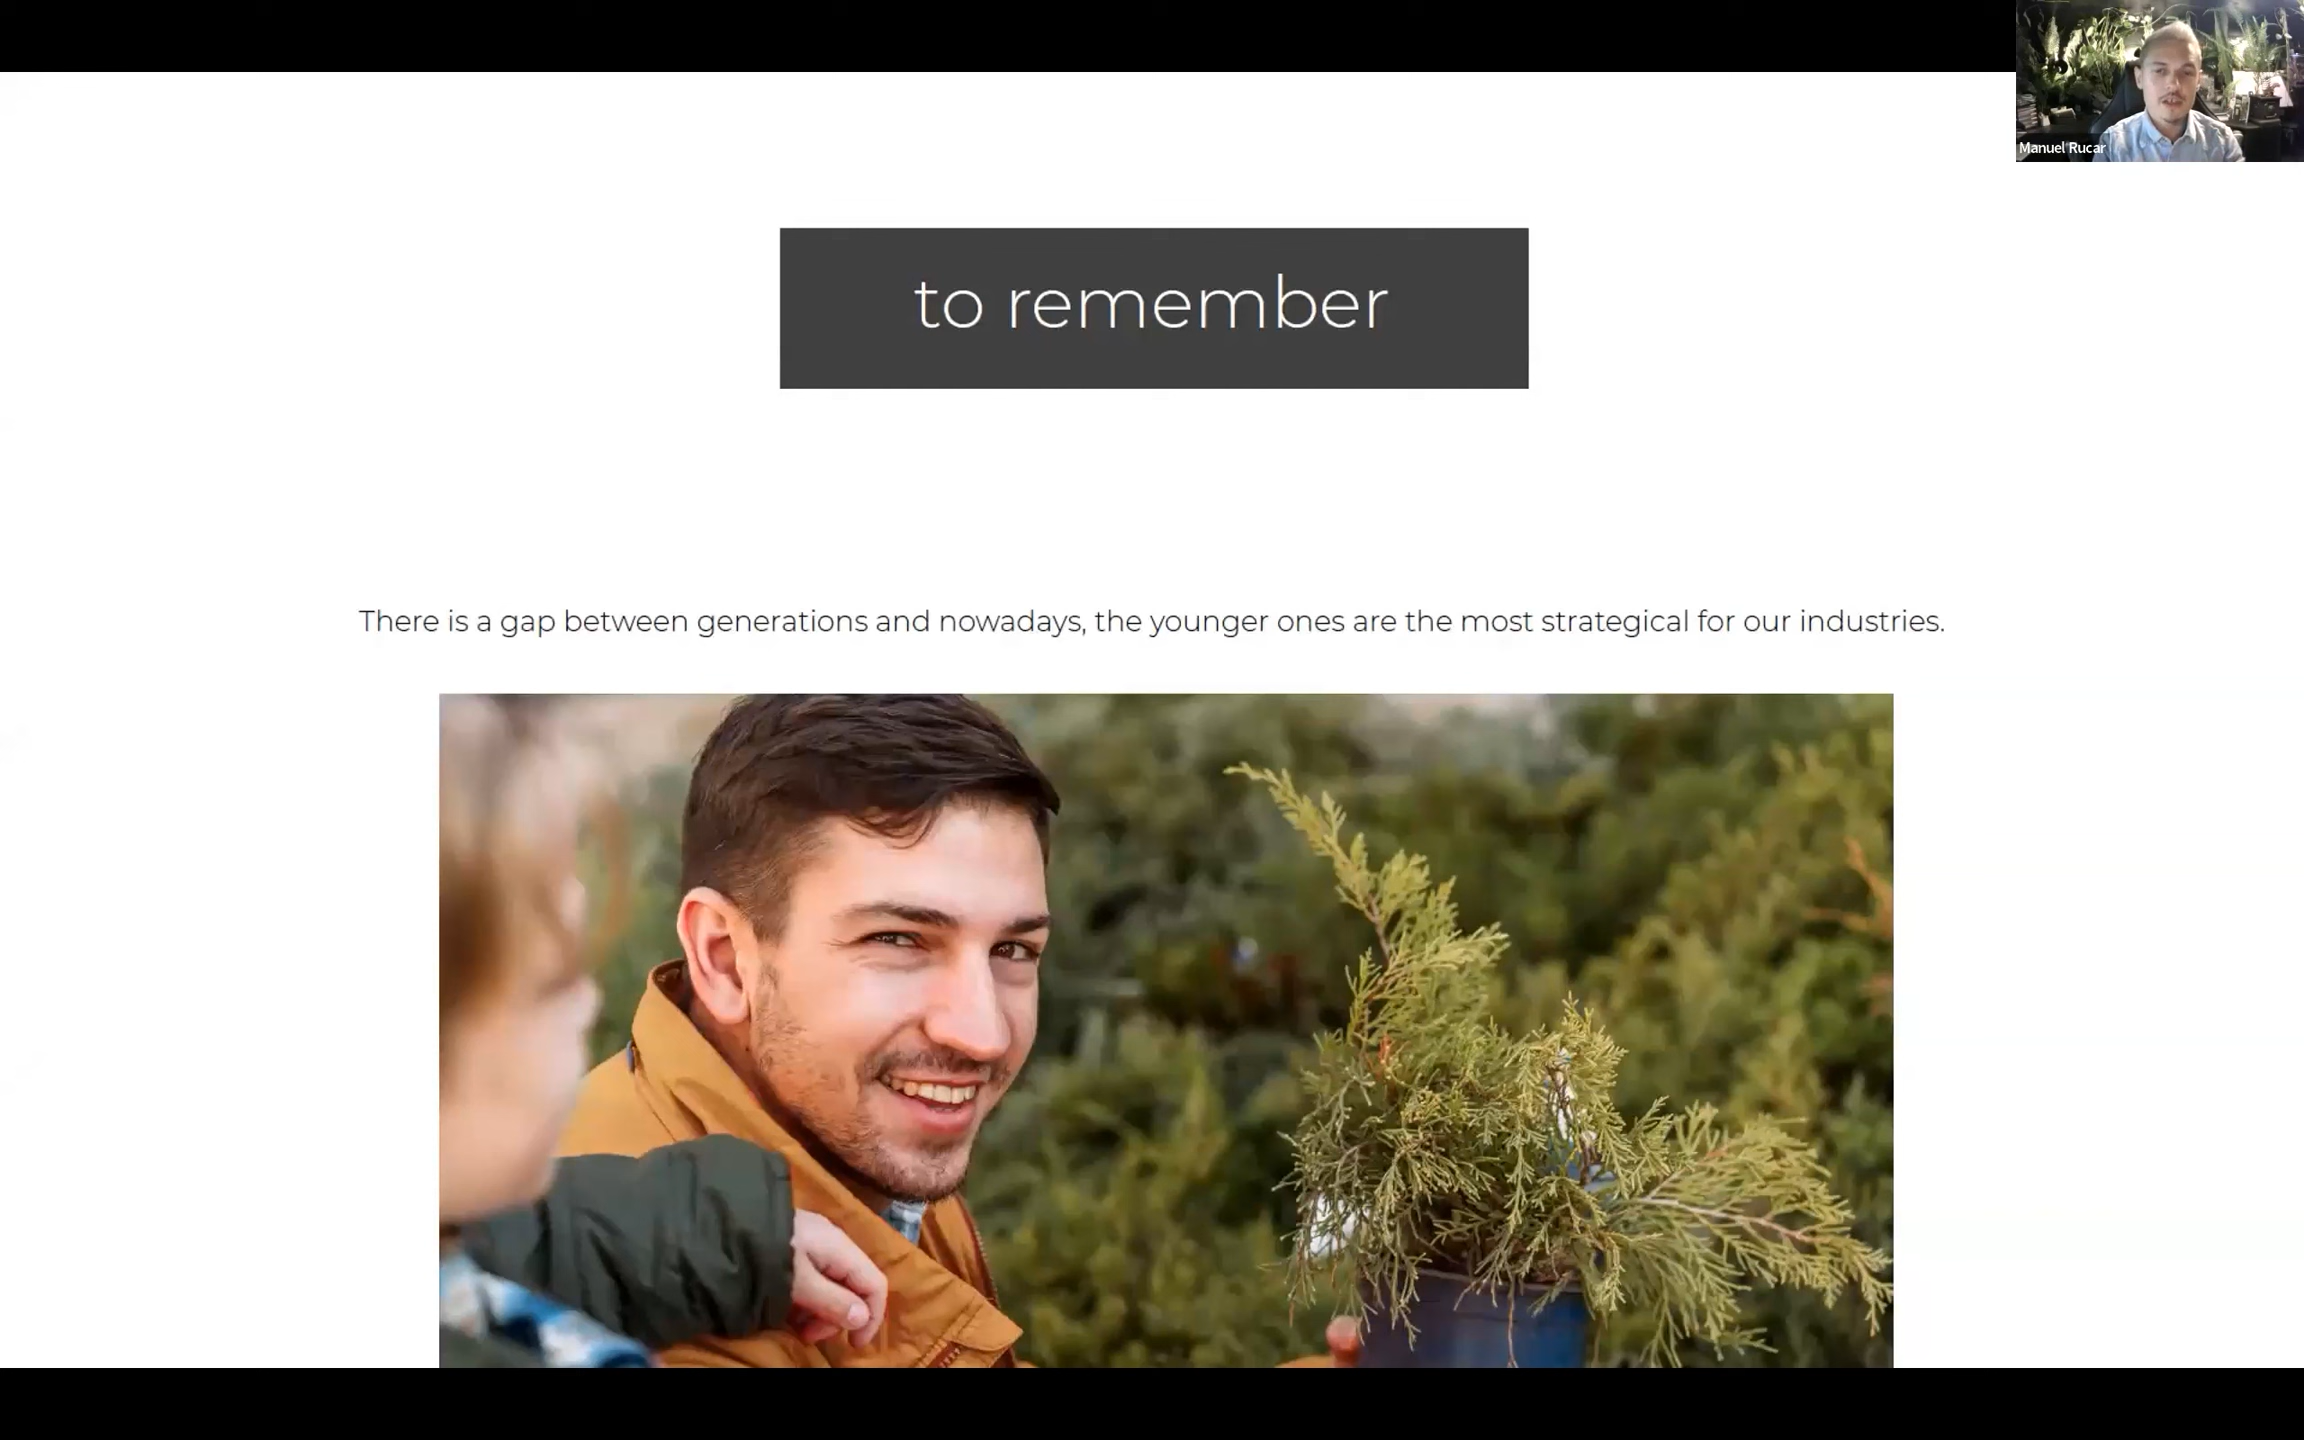 Manuel Rucar
to remember
There is a gap between generations and nowadays, the younger ones are the most strategical for our industries.